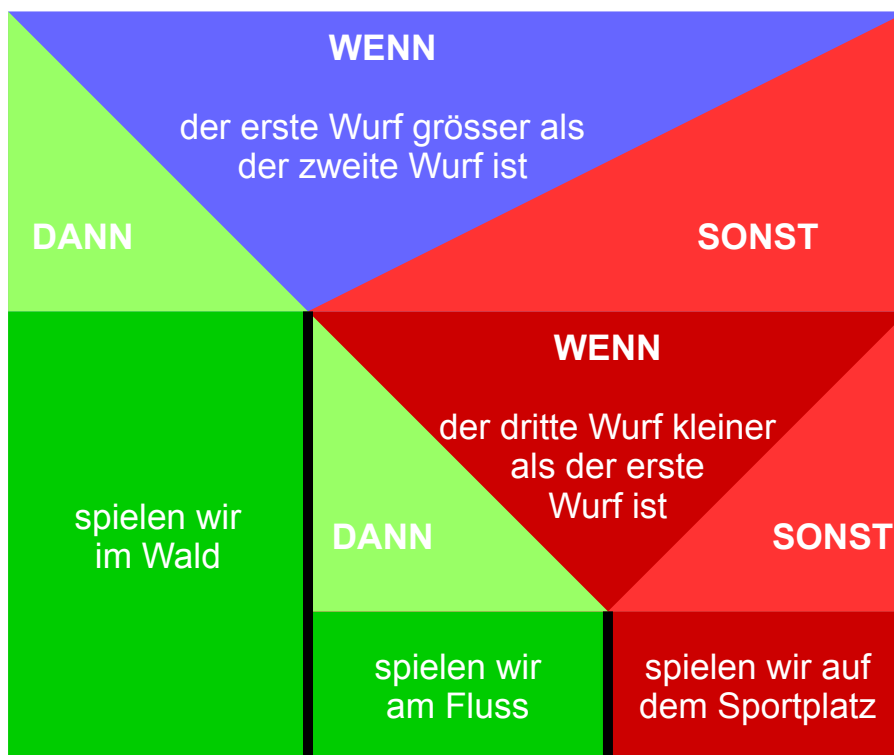 WENN
der erste Wurf grösser als
der zweite Wurf ist
DANN
SONST
WENN
der dritte Wurf kleiner
als der erste
Wurf ist
spielen wir
im Wald
DANN
SONST
spielen wir
am Fluss
spielen wir auf
dem Sportplatz